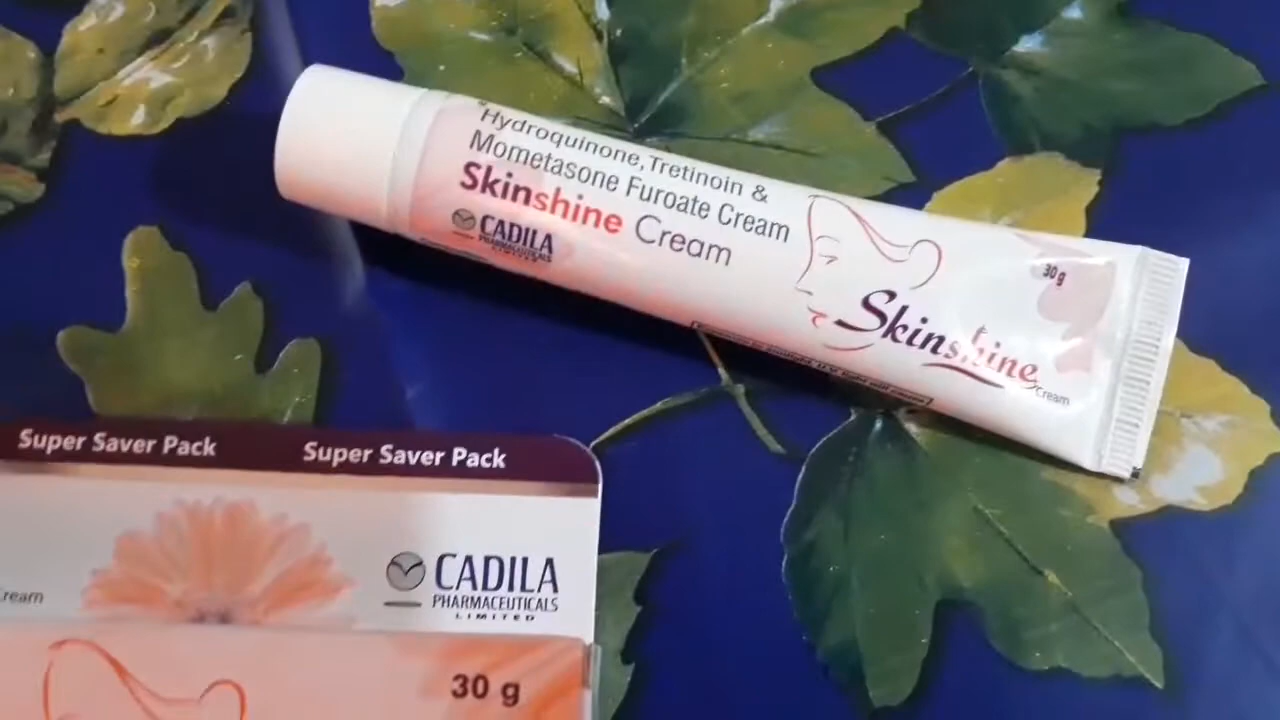 Hydroquinone, Tretinoin &
Mometasone Furoate Cream
Skinshine Cream
CADILA
PHARMACEUTICALS
LIMITED
30 g
Skinshine
Cream
Super Saver Pack
Super Saver Pack
Cream
CADILA
PHARMACEUTICALS
LIMITED
30 g